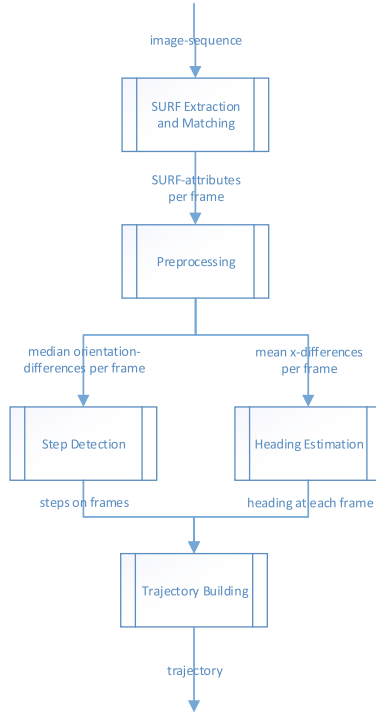 image-sequence
SURF Extraction
and Matching
SURF-attributes
per frame
Preprocessing
median orientation-
differences per frame
mean x-differences
per frame
Step Detection
Heading Estimation
steps on frames
heading at each frame
Trajectory Building
trajectory